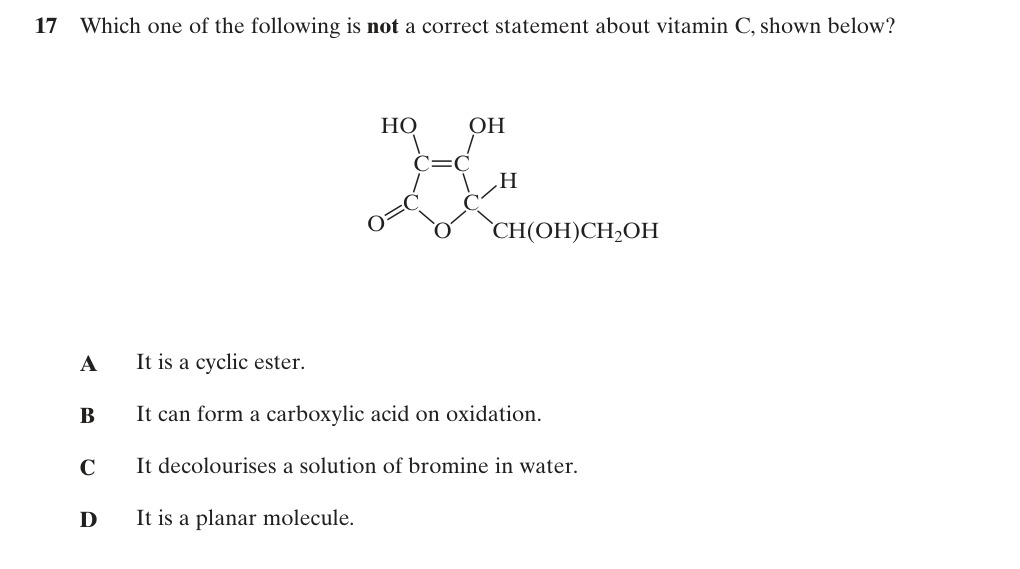 17 Which one of the following is not a correct statement about vitamin C, shown below?
HO OH
C=C
H
C C
O O CH(OH)CH₂OH
A It is a cyclic ester.
B It can form a carboxylic acid on oxidation.
C It decolourises a solution of bromine in water.
D It is a planar molecule.